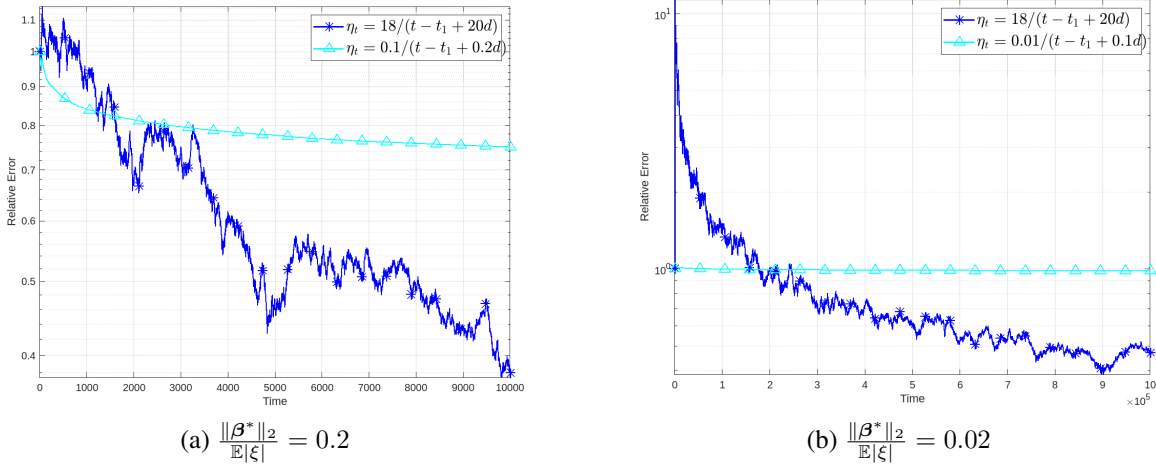 1.1
1
0.9
0.8
0.7
0.6
0.5
0.4
Relative Error
η_t = 18/(t − t_1 + 20d)
η_t = 0.1/(t − t_1 + 0.2d)
0 1000 2000 3000 4000 5000 6000 7000 8000 9000 10000
Time
(a) ‖β*‖_2 / 𝔼|ξ| = 0.2
10^1
10^0
Relative Error
η_t = 18/(t − t_1 + 20d)
η_t = 0.01/(t − t_1 + 0.1d)
0 1 2 3 4 5 6 7 8 9 10
Time
×10^5
(b) ‖β*‖_2 / 𝔼|ξ| = 0.02